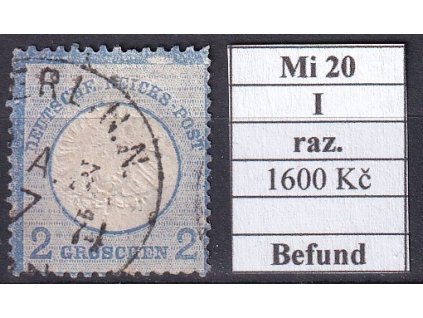 DEUTSCHE REICHS-POST
2 GROSCHEN 2
Mi 20
I
raz.
1600 Kč
Befund